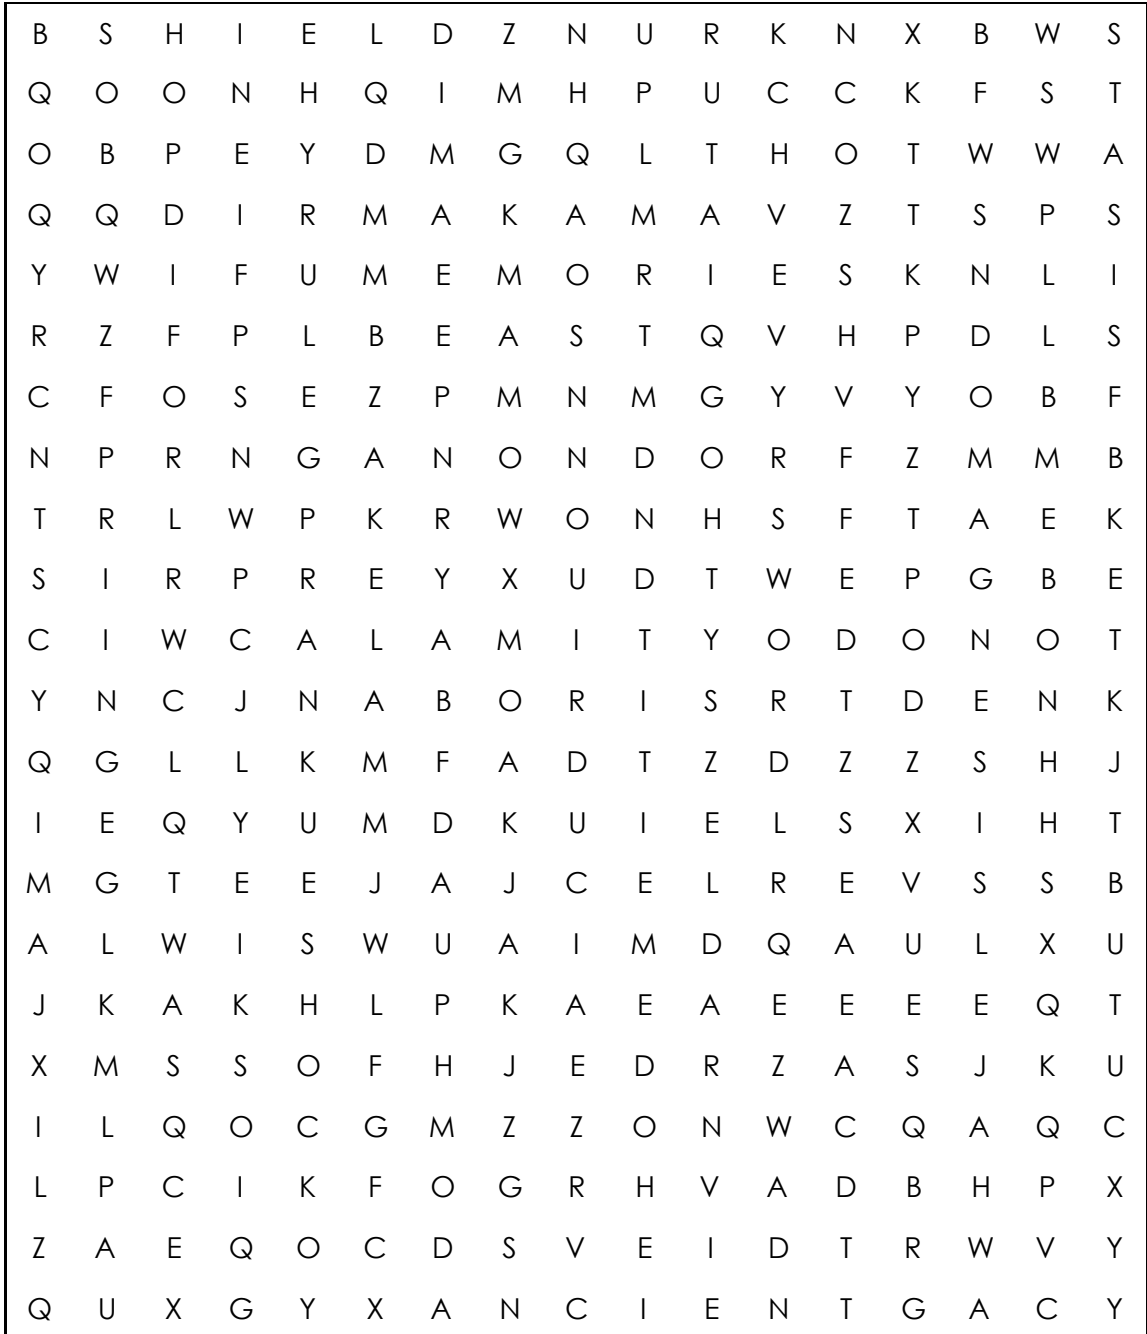 B S H I E L D Z N U R K N X B W S
Q O O N H Q I M H P U C C K F S T
O B P E Y D M G Q L T H O T W W A
Q Q D I R M A K A M A V Z T S P S
Y W I F U M E M O R I E S K N L I
R Z F P L B E A S T Q V H P D L S
C F O S E Z P M N M G Y V Y O B F
N P R N G A N O N D O R F Z M M B
T R L W P K R W O N H S F T A E K
S I R P R E Y X U D T W E P G B E
C I W C A L A M I T Y O D O N O T
Y N C J N A B O R I S R T D E N K
Q G L L K M F A D T Z D Z Z S H J
I E Q Y U M D K U I E L S X I H T
M G T E E J A J C E L R E V S S B
A L W I S W U A I M D Q A U L X U
J K A K H L P K A E A E E E E Q T
X M S S O F H J E D R Z A S J K U
I L Q O C G M Z Z O N W C Q A Q C
L P C I K F O G R H V A D B H P X
Z A E Q O C D S V E I D T R W V Y
Q U X G Y X A N C I E N T G A C Y